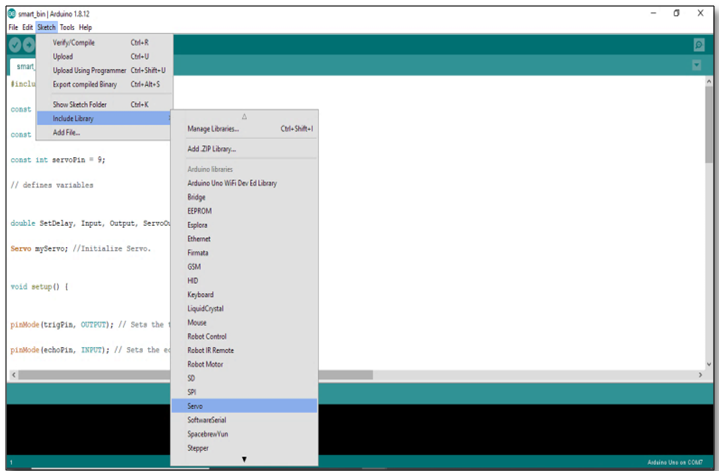 smart_bin | Arduino 1.8.12
File Edit Sketch Tools Help
Verify/Compile Ctrl+R
Upload Ctrl+U
Upload Using Programmer Ctrl+Shift+U
Export compiled Binary Ctrl+Alt+S
Show Sketch Folder Ctrl+K
Include Library
Add File...
Manage Libraries... Ctrl+Shift+I
Add .ZIP Library...
Arduino libraries
Arduino Uno WiFi Dev Ed Library
Bridge
EEPROM
Esplora
Ethernet
Firmata
GSM
HID
Keyboard
LiquidCrystal
Mouse
Robot Control
Robot IR Remote
Robot Motor
SD
SPI
Servo
SoftwareSerial
SpacebrewYun
Stepper
smart_
#inclu
const
const
const int servoPin = 9;
// defines variables
double SetDelay, Input, Output, ServoOu
Servo myServo; //Initialize Servo.
void setup() {
pinMode(trigPin, OUTPUT); // Sets the t
pinMode(echoPin, INPUT); // Sets the ec
1 Arduino Uno on COM7